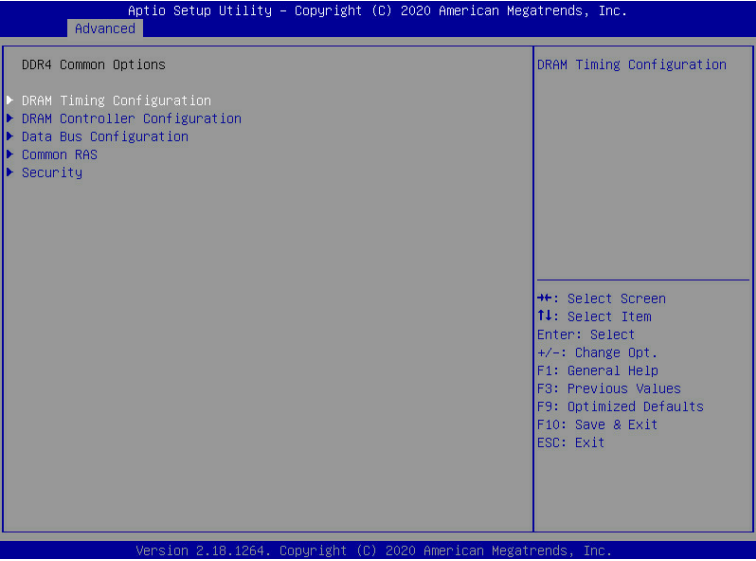 Aptio Setup Utility – Copyright (C) 2020 American Megatrends, Inc.
Advanced
DDR4 Common Options
DRAM Timing Configuration
DRAM Controller Configuration
Data Bus Configuration
Common RAS
Security
DRAM Timing Configuration
→←: Select Screen
↑↓: Select Item
Enter: Select
+/-: Change Opt.
F1: General Help
F3: Previous Values
F9: Optimized Defaults
F10: Save & Exit
ESC: Exit
Version 2.18.1264. Copyright (C) 2020 American Megatrends, Inc.